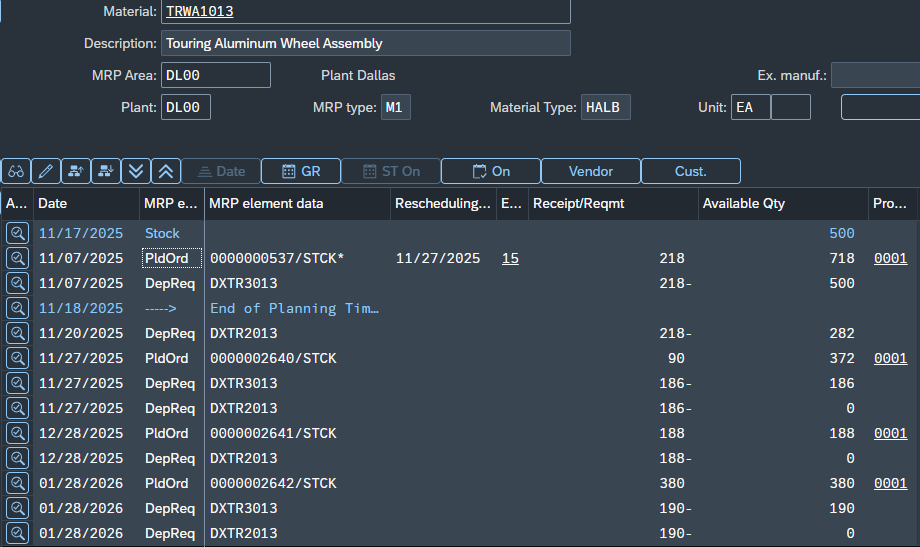 Material: TRWA1013
Description: Touring Aluminum Wheel Assembly
MRP Area: DL00 Plant Dallas Ex. manuf.:
Plant: DL00 MRP type: M1 Material Type: HALB Unit: EA
Date GR ST On On Vendor Cust.
A... Date MRP e... MRP element data Rescheduling... E... Receipt/Reqmt Available Qty Pro...
11/17/2025 Stock 500
11/07/2025 PldOrd 0000000537/STCK* 11/27/2025 15 218 718 0001
11/07/2025 DepReq DXTR3013 218- 500
11/18/2025 -----> End of Planning Tim…
11/20/2025 DepReq DXTR2013 218- 282
11/27/2025 PldOrd 0000002640/STCK 90 372 0001
11/27/2025 DepReq DXTR3013 186- 186
11/27/2025 DepReq DXTR2013 186- 0
12/28/2025 PldOrd 0000002641/STCK 188 188 0001
12/28/2025 DepReq DXTR2013 188- 0
01/28/2026 PldOrd 0000002642/STCK 380 380 0001
01/28/2026 DepReq DXTR3013 190- 190
01/28/2026 DepReq DXTR2013 190- 0